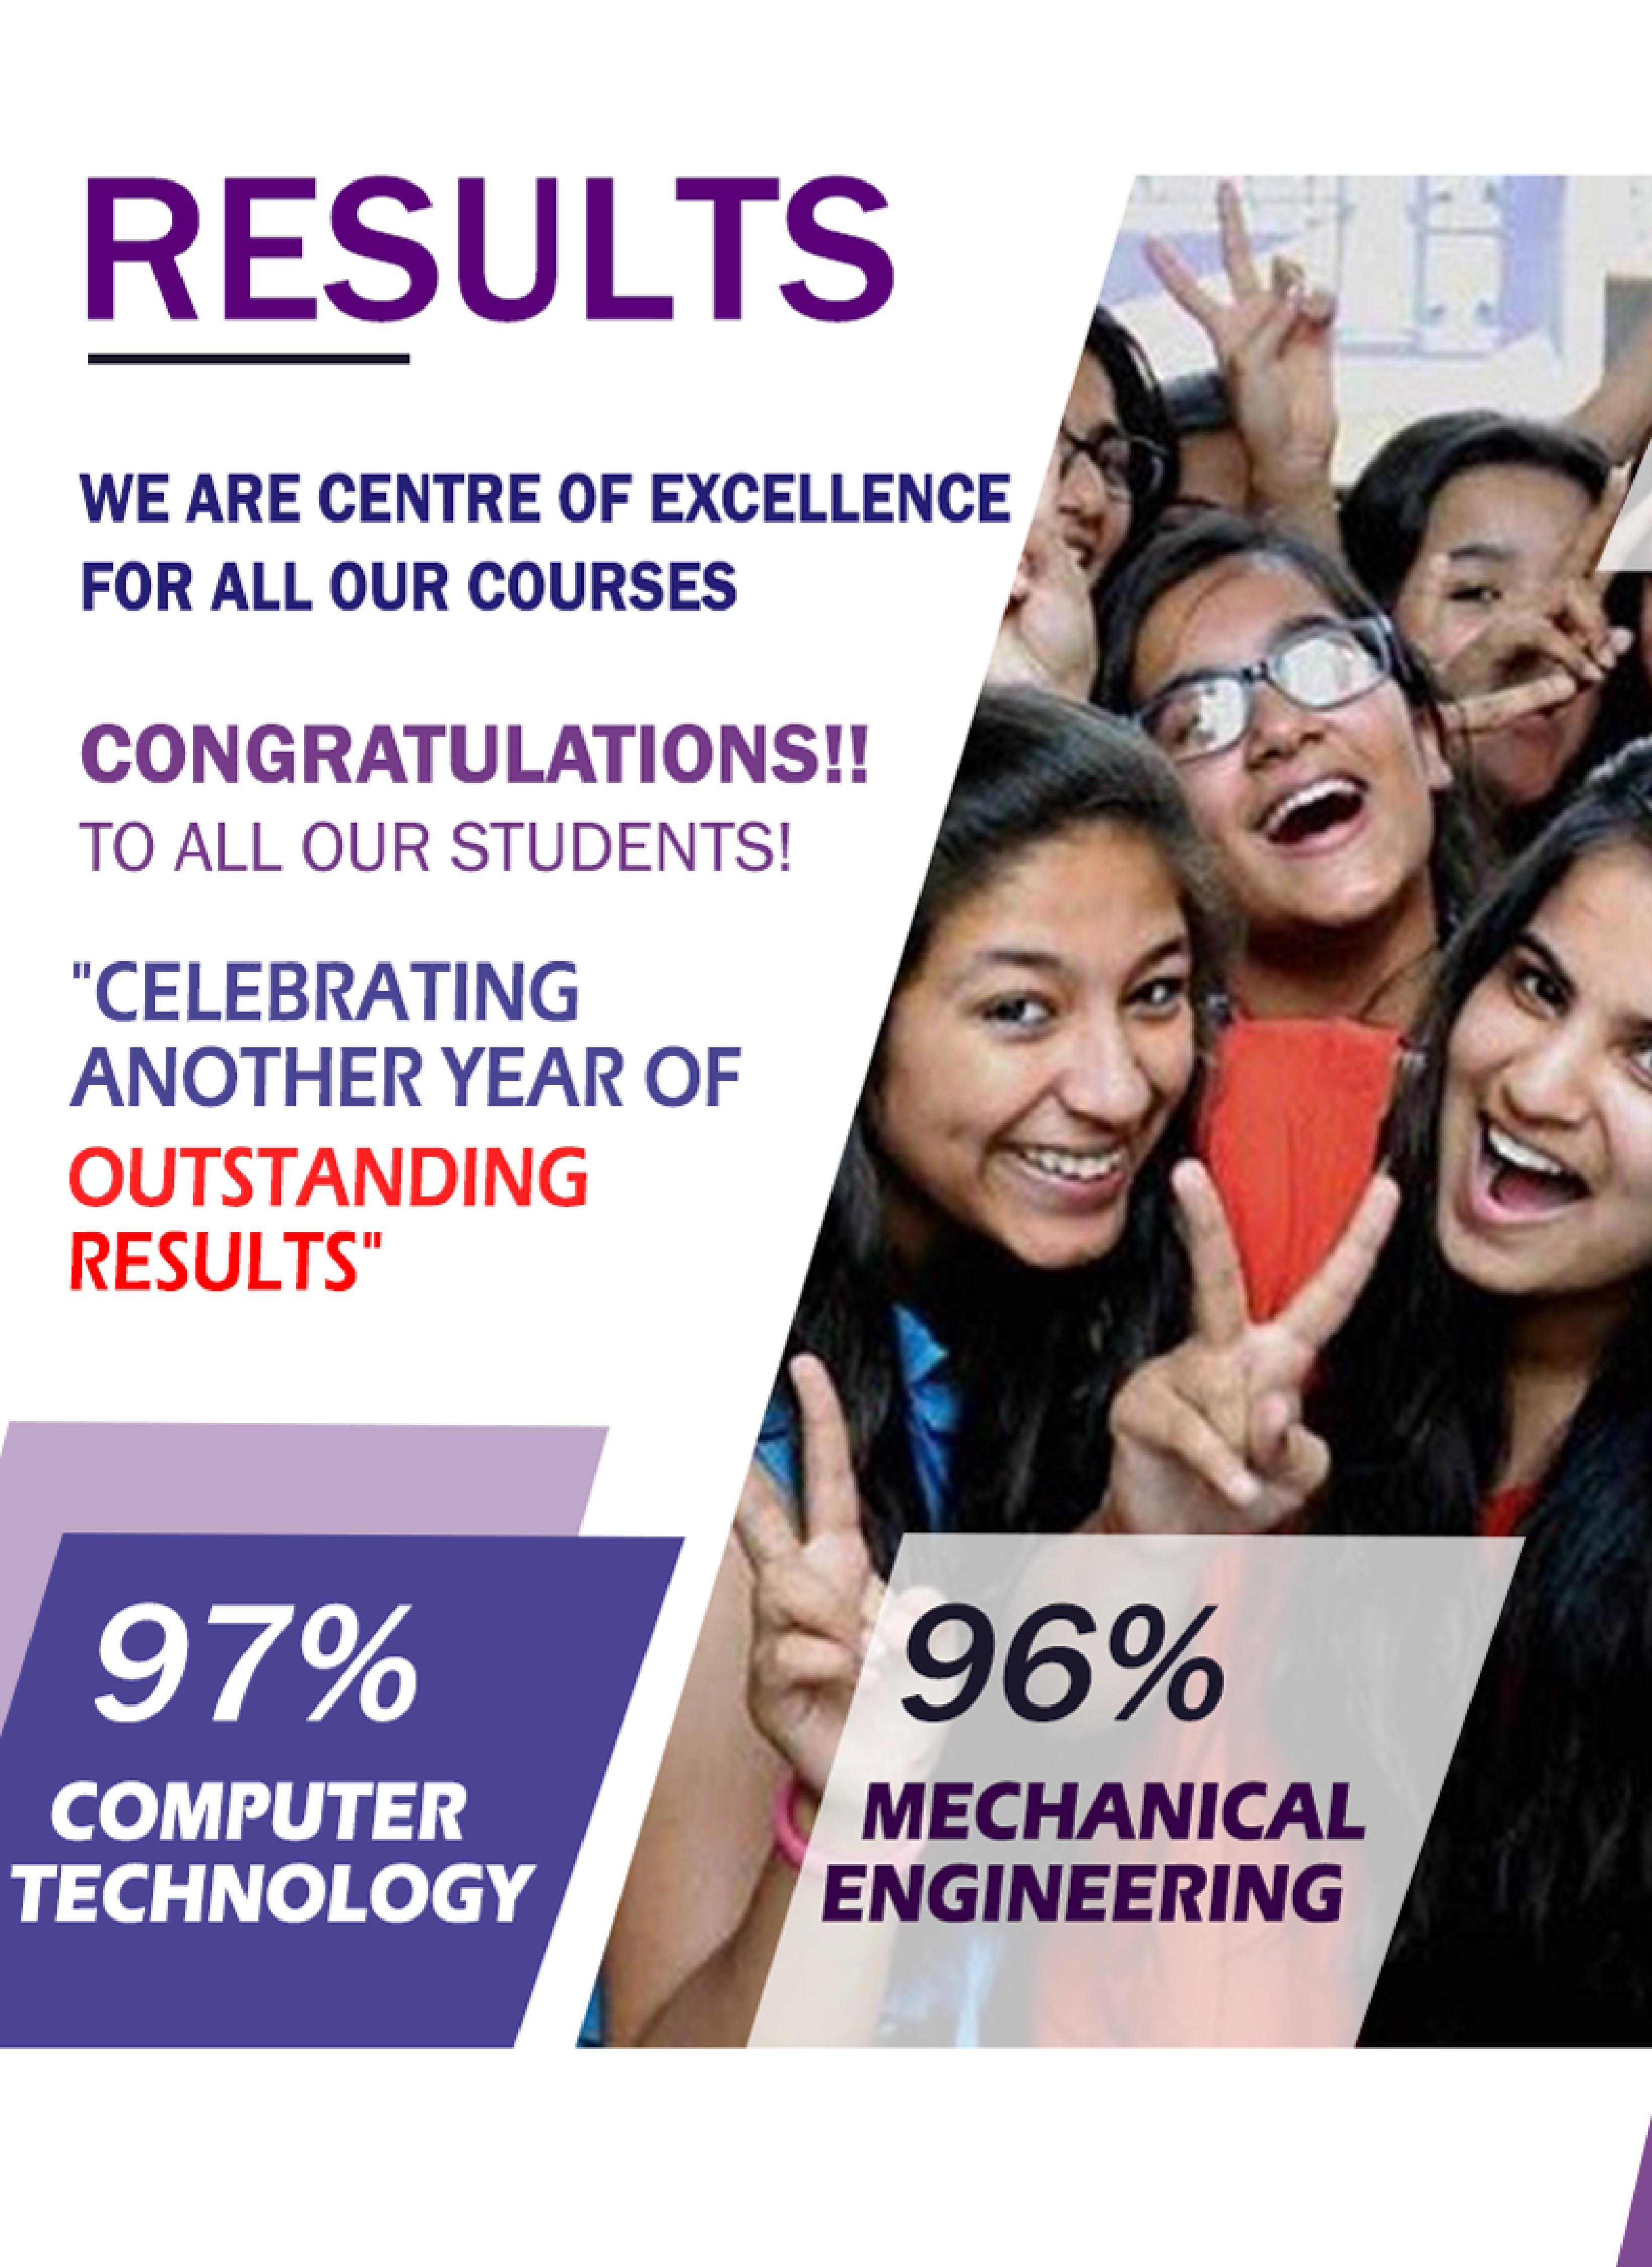 RESULTS
WE ARE CENTRE OF EXCELLENCE
FOR ALL OUR COURSES
CONGRATULATIONS!!
TO ALL OUR STUDENTS!
"CELEBRATING
ANOTHER YEAR OF
OUTSTANDING
RESULTS"
97%
COMPUTER
TECHNOLOGY
96%
MECHANICAL
ENGINEERING